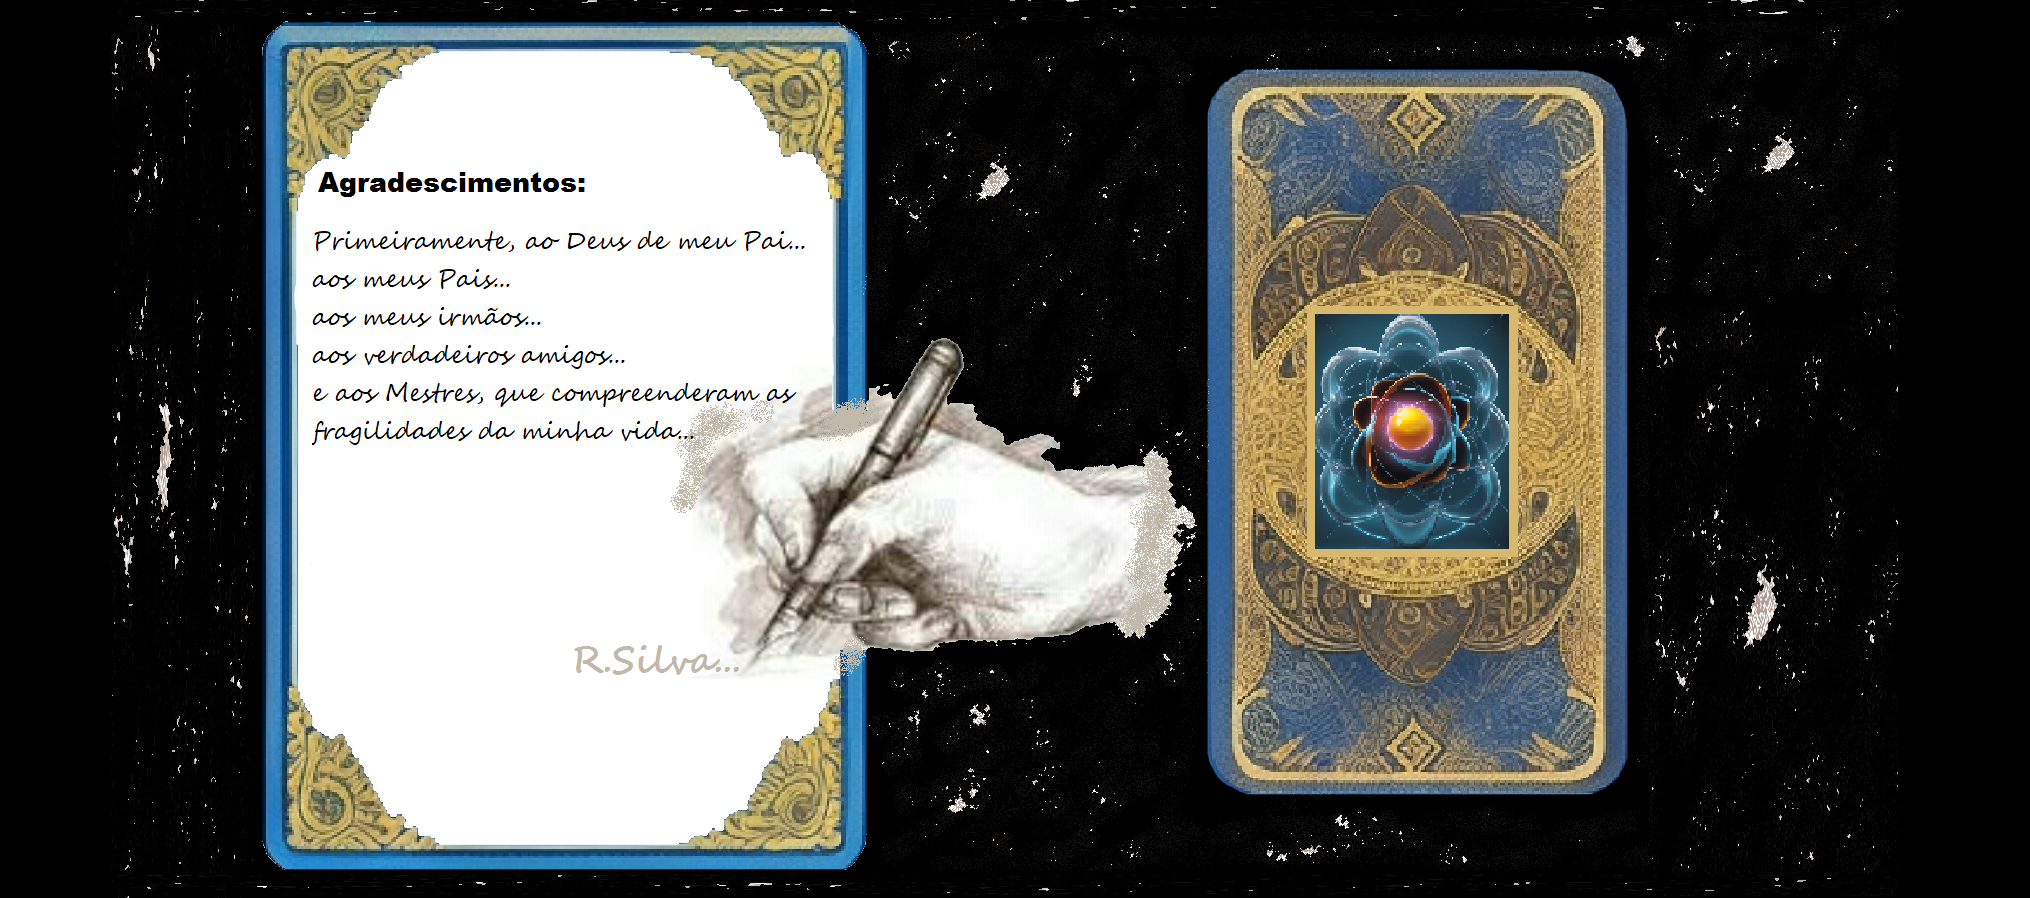 Agradescimentos:
Primeiramente, ao Deus de meu Pai...
aos meus Pais...
aos meus irmãos...
aos verdadeiros amigos...
e aos Mestres, que compreenderam as
fragilidades da minha vida...
R.Silva...